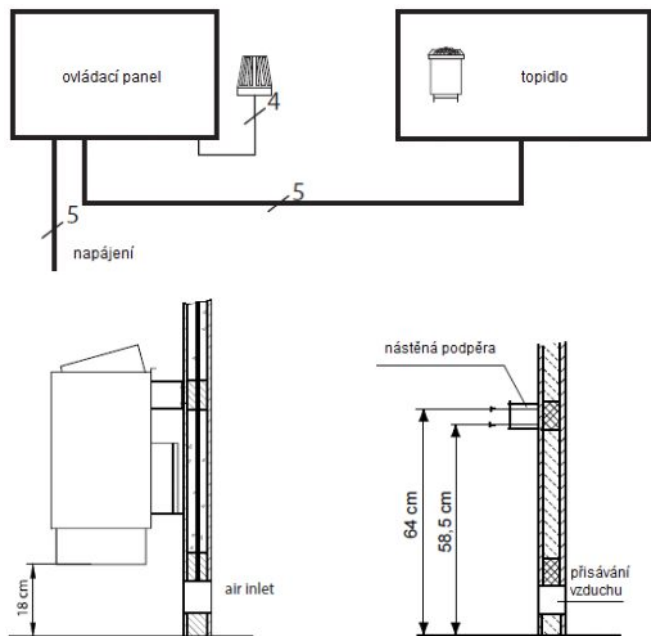 ovládací panel
topidlo
4
5
5
napájení
nástěná podpěra
64 cm
58,5 cm
18 cm
air inlet
přisávání
vzduchu